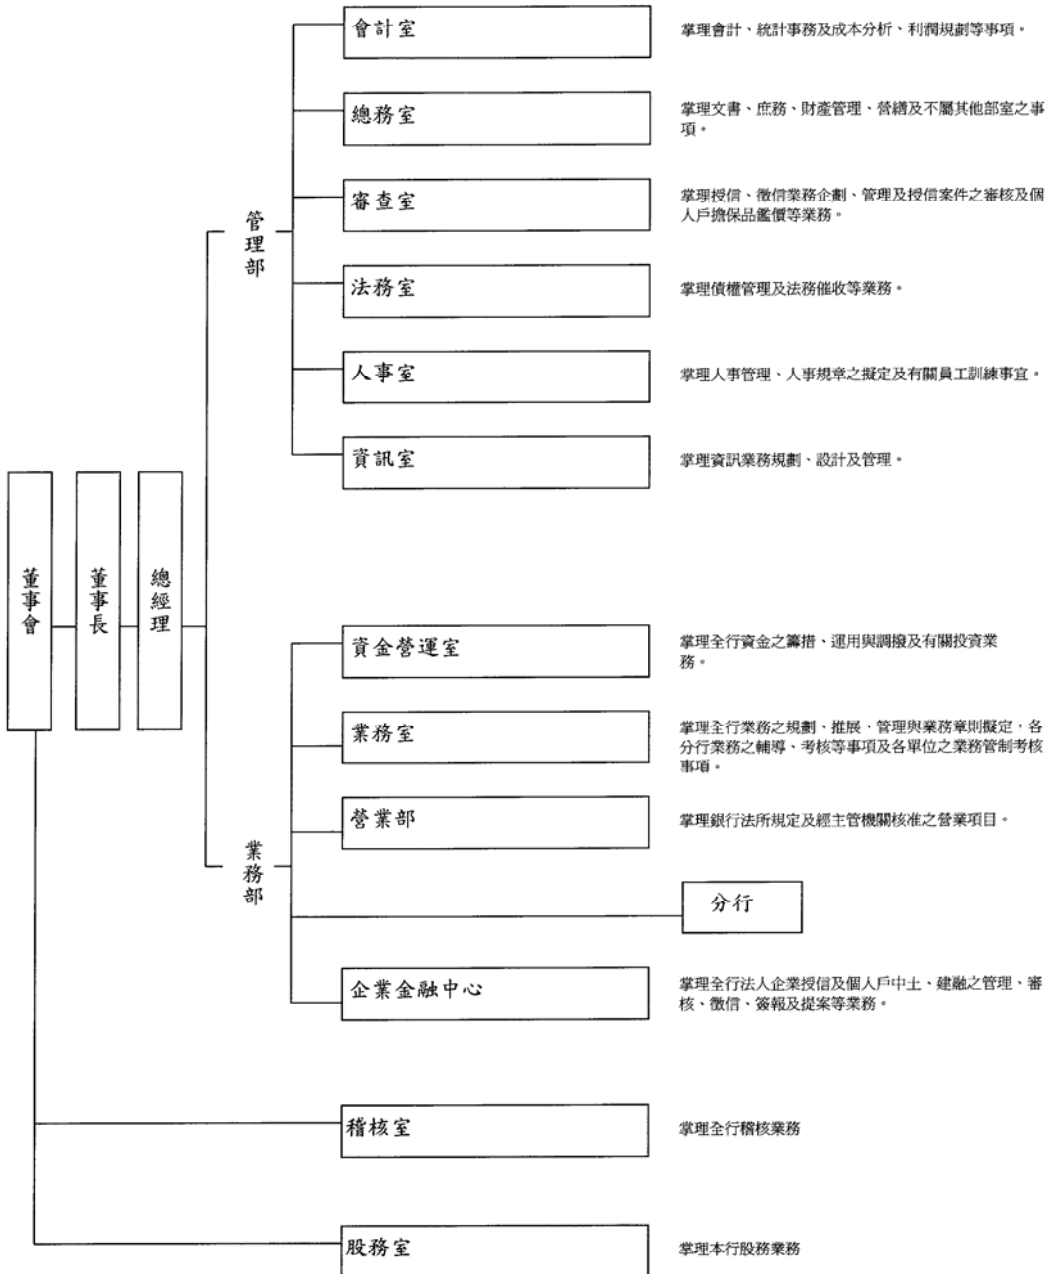 會計室
掌理會計、統計事務及成本分析、利潤規劃等事項。
總務室
掌理文書、庶務、財產管理、營繕及不屬其他部室之事
項。
審查室
掌理授信、徵信業務企劃、管理及授信案件之審核及個
人戶擔保品鑑價等業務。
管理部
法務室
掌理債權管理及法務催收等業務。
人事室
掌理人事管理、人事規章之擬定及有關員工訓練事宜。
資訊室
掌理資訊業務規劃、設計及管理。
董事會
董事長
總經理
資金營運室
掌理全行資金之籌措、運用與調撥及有關投資業
務。
業務室
掌理全行業務之規劃、推展、管理與業務章則擬定，各
分行業務之輔導、考核等事項及各單位之業務管制考核
事項。
營業部
掌理銀行法所規定及經主管機關核准之營業項目。
業務部
分行
企業金融中心
掌理全行法人企業授信及個人戶中土、建融之管理、審
核、徵信、簽報及提案等業務。
稽核室
掌理全行稽核業務
股務室
掌理本行股務業務